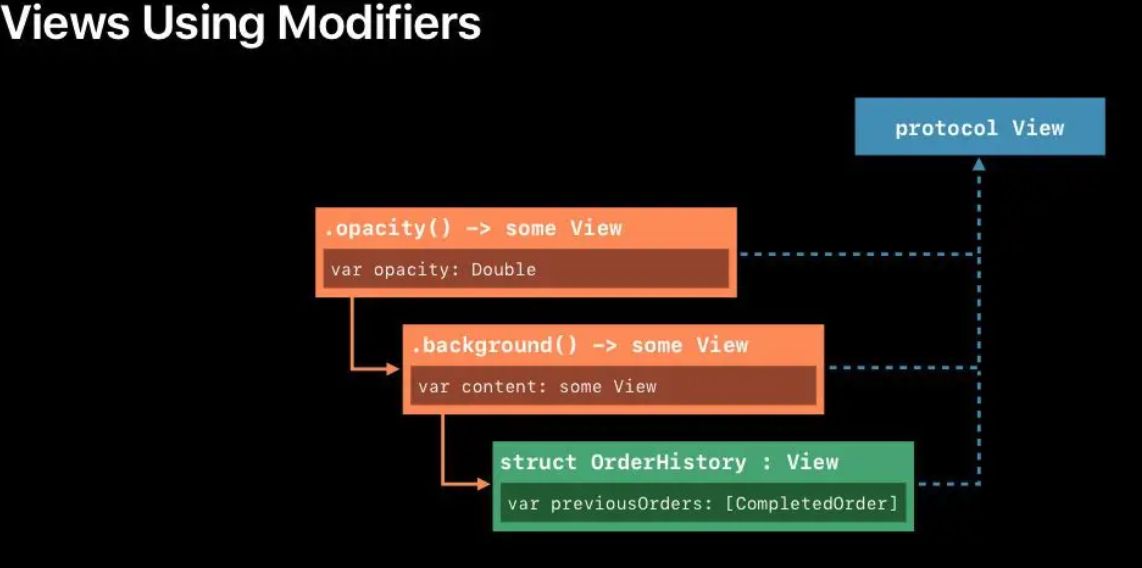 Views Using Modifiers
protocol View
.opacity() -> some View
var opacity: Double
.background() -> some View
var content: some View
struct OrderHistory : View
var previousOrders: [CompletedOrder]